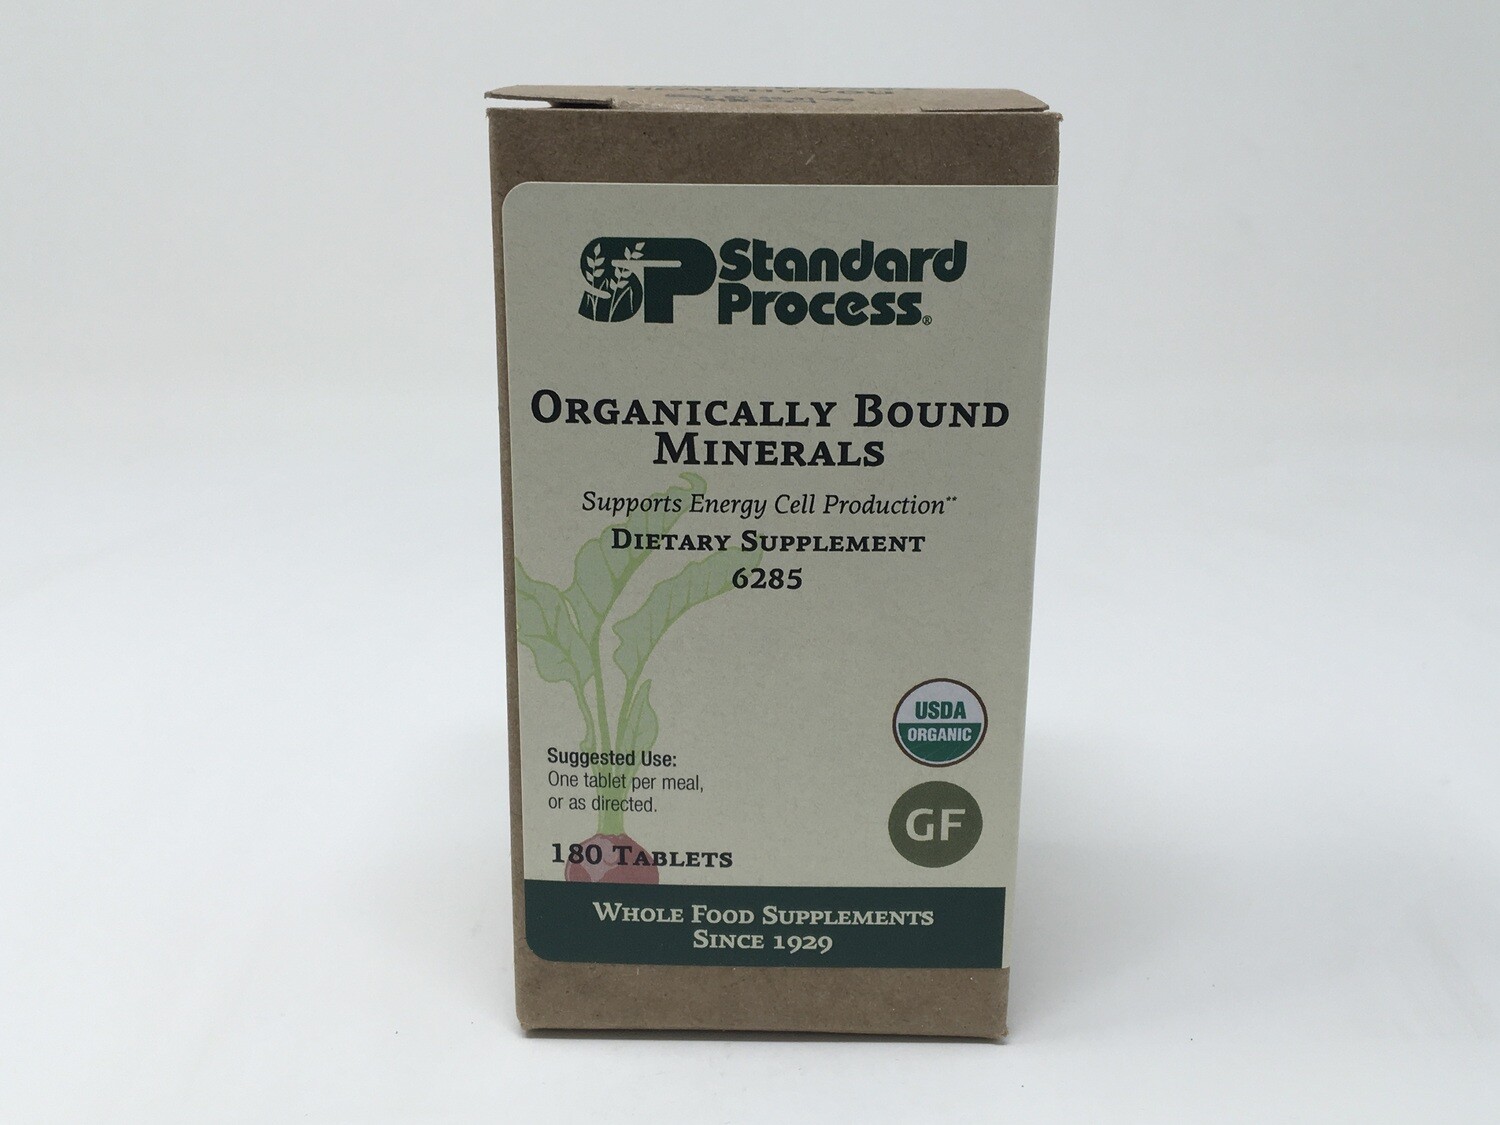 Standard
Process®
ORGANICALLY BOUND
MINERALS
Supports Energy Cell Production**
DIETARY SUPPLEMENT
6285
USDA
ORGANIC
Suggested Use:
One tablet per meal,
or as directed.
GF
180 TABLETS
WHOLE FOOD SUPPLEMENTS
SINCE 1929